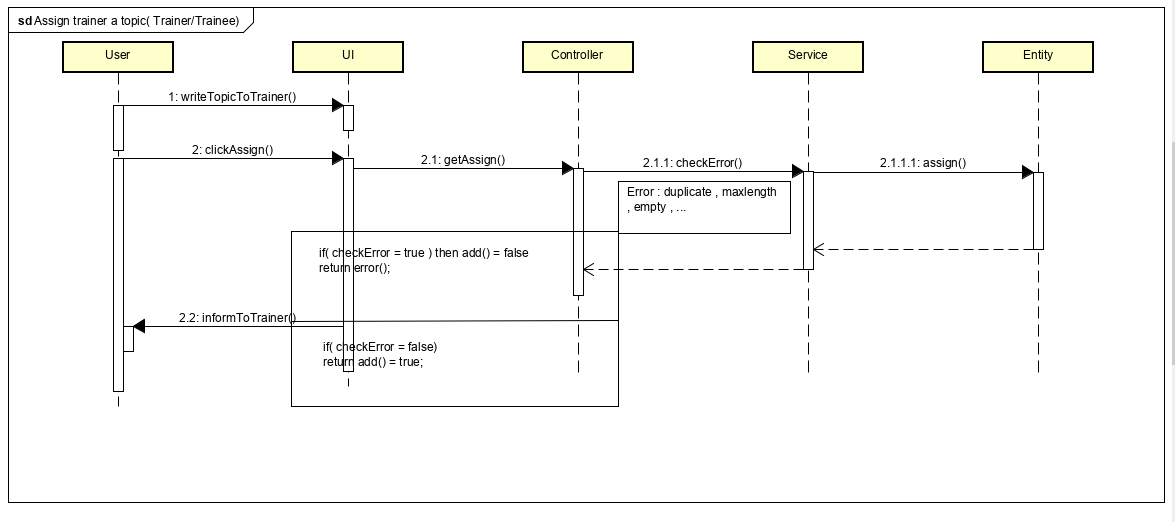 sd Assign trainer a topic( Trainer/Trainee)
User
UI
Controller
Service
Entity
1: writeTopicToTrainer()
2: clickAssign()
2.1: getAssign()
2.1.1: checkError()
2.1.1.1: assign()
Error : duplicate , maxlength
, empty , ...
if( checkError = true ) then add() = false
return error();
2.2: informToTrainer()
if( checkError = false)
return add() = true;